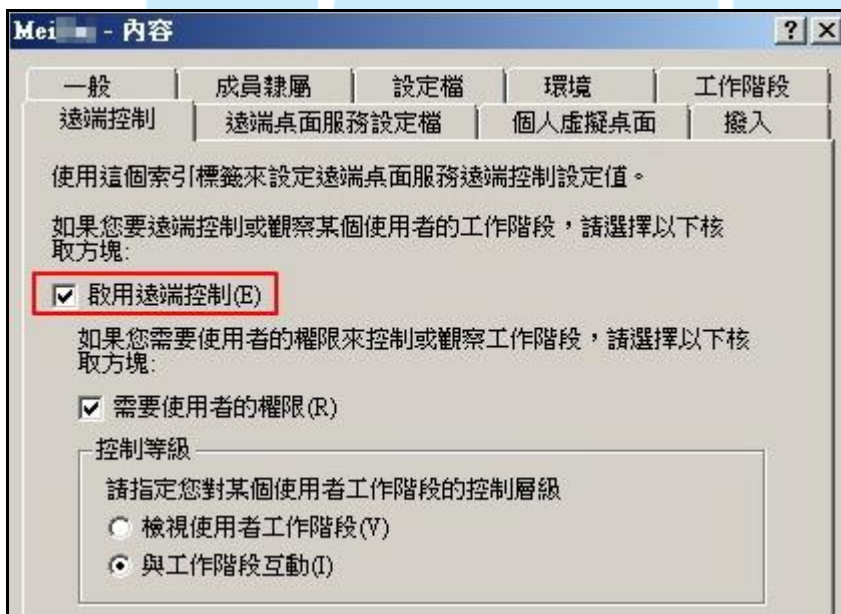 Mei - 內容
一般 成員隸屬 設定檔 環境 工作階段
遠端控制 遠端桌面服務設定檔 個人虛擬桌面 撥入
使用這個索引標籤來設定遠端桌面服務遠端控制設定值。
如果您要遠端控制或觀察某個使用者的工作階段，請選擇以下核
取方塊:
啟用遠端控制(E)
如果您需要使用者的權限來控制或觀察工作階段，請選擇以下核
取方塊:
需要使用者的權限(R)
控制等級
請指定您對某個使用者工作階段的控制層級
檢視使用者工作階段(V)
與工作階段互動(I)